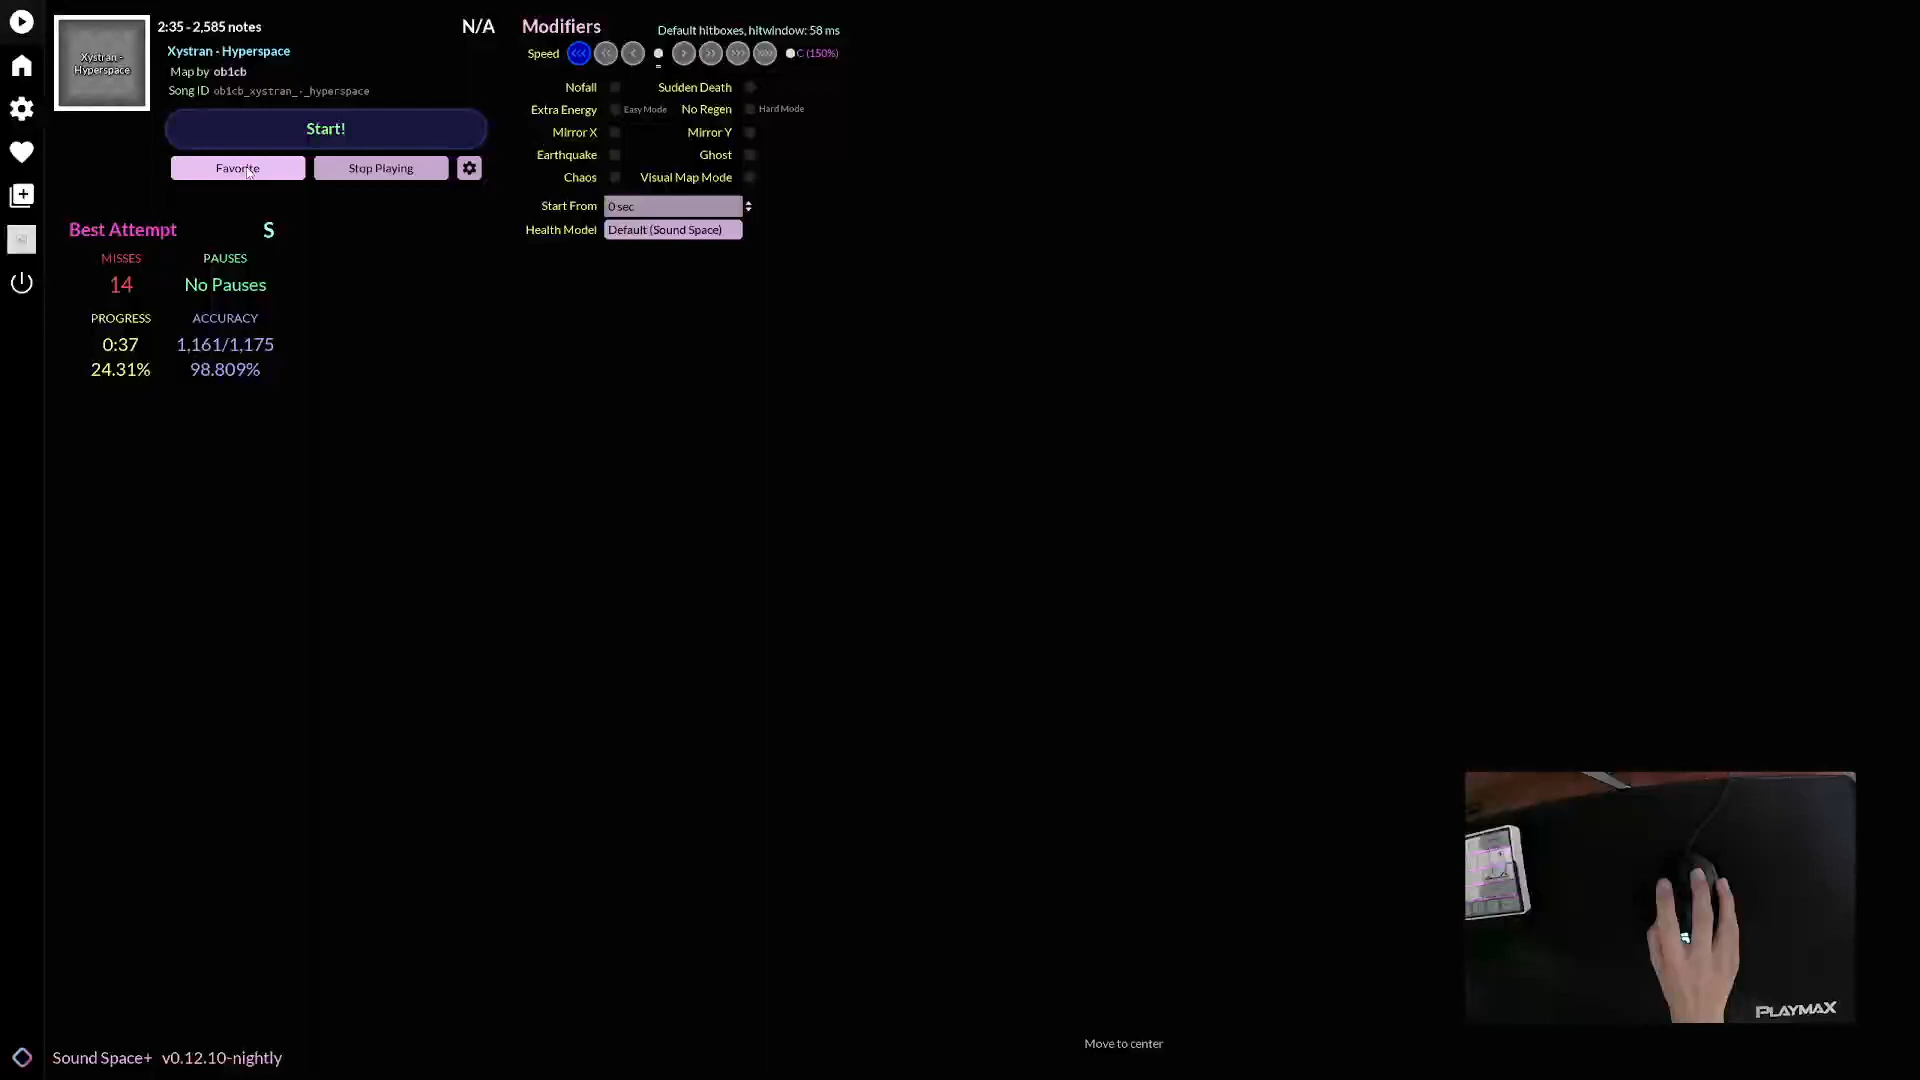 2:35 - 2,585 notes
N/A
Xystran - Hyperspace
Xystran - Hyperspace
Map by ob1cb
Song ID ob1cb_xystran_-_hyperspace
Start!
Favorite
Stop Playing
Best Attempt
S
MISSES
PAUSES
14
No Pauses
PROGRESS
ACCURACY
0:37
1,161/1,175
24.31%
98.809%
Modifiers
Default hitboxes, hitwindow: 58 ms
Speed
C (150%)
Nofail
Sudden Death
Extra Energy
Easy Mode
No Regen
Hard Mode
Mirror X
Mirror Y
Earthquake
Ghost
Chaos
Visual Map Mode
Start From
0 sec
Health Model
Default (Sound Space)
PLAYMAX
Move to center
Sound Space+ v0.12.10-nightly